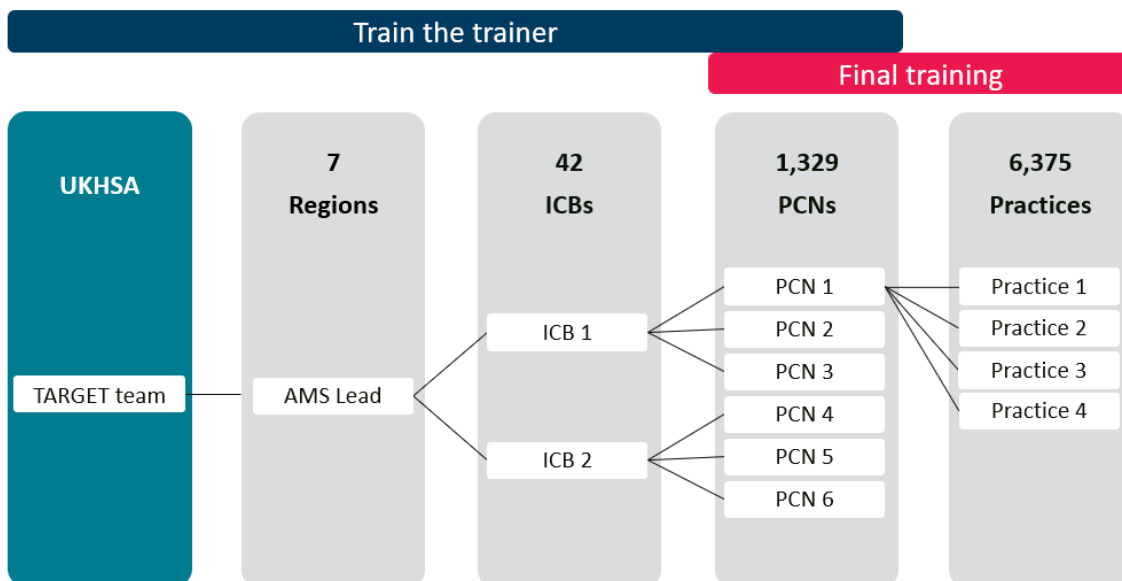 Train the trainer
Final training
UKHSA
TARGET team
7
Regions
AMS Lead
42
ICBs
ICB 1
ICB 2
1,329
PCNs
PCN 1
PCN 2
PCN 3
PCN 4
PCN 5
PCN 6
6,375
Practices
Practice 1
Practice 2
Practice 3
Practice 4